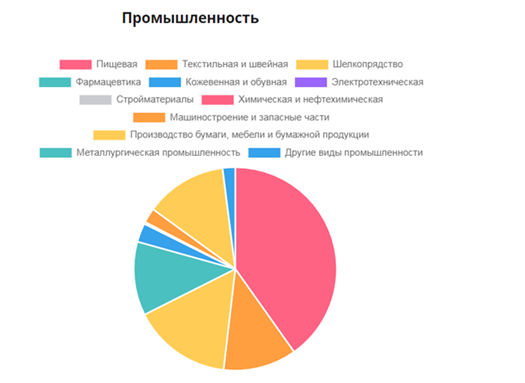 Промышленность
Пищевая Текстильная и швейная Шелкопрядство
Фармацевтика Кожевенная и обувная Электротехническая
Стройматериалы Химическая и нефтехимическая
Машиностроение и запасные части
Производство бумаги, мебели и бумажной продукции
Металлургическая промышленность Другие виды промышленности